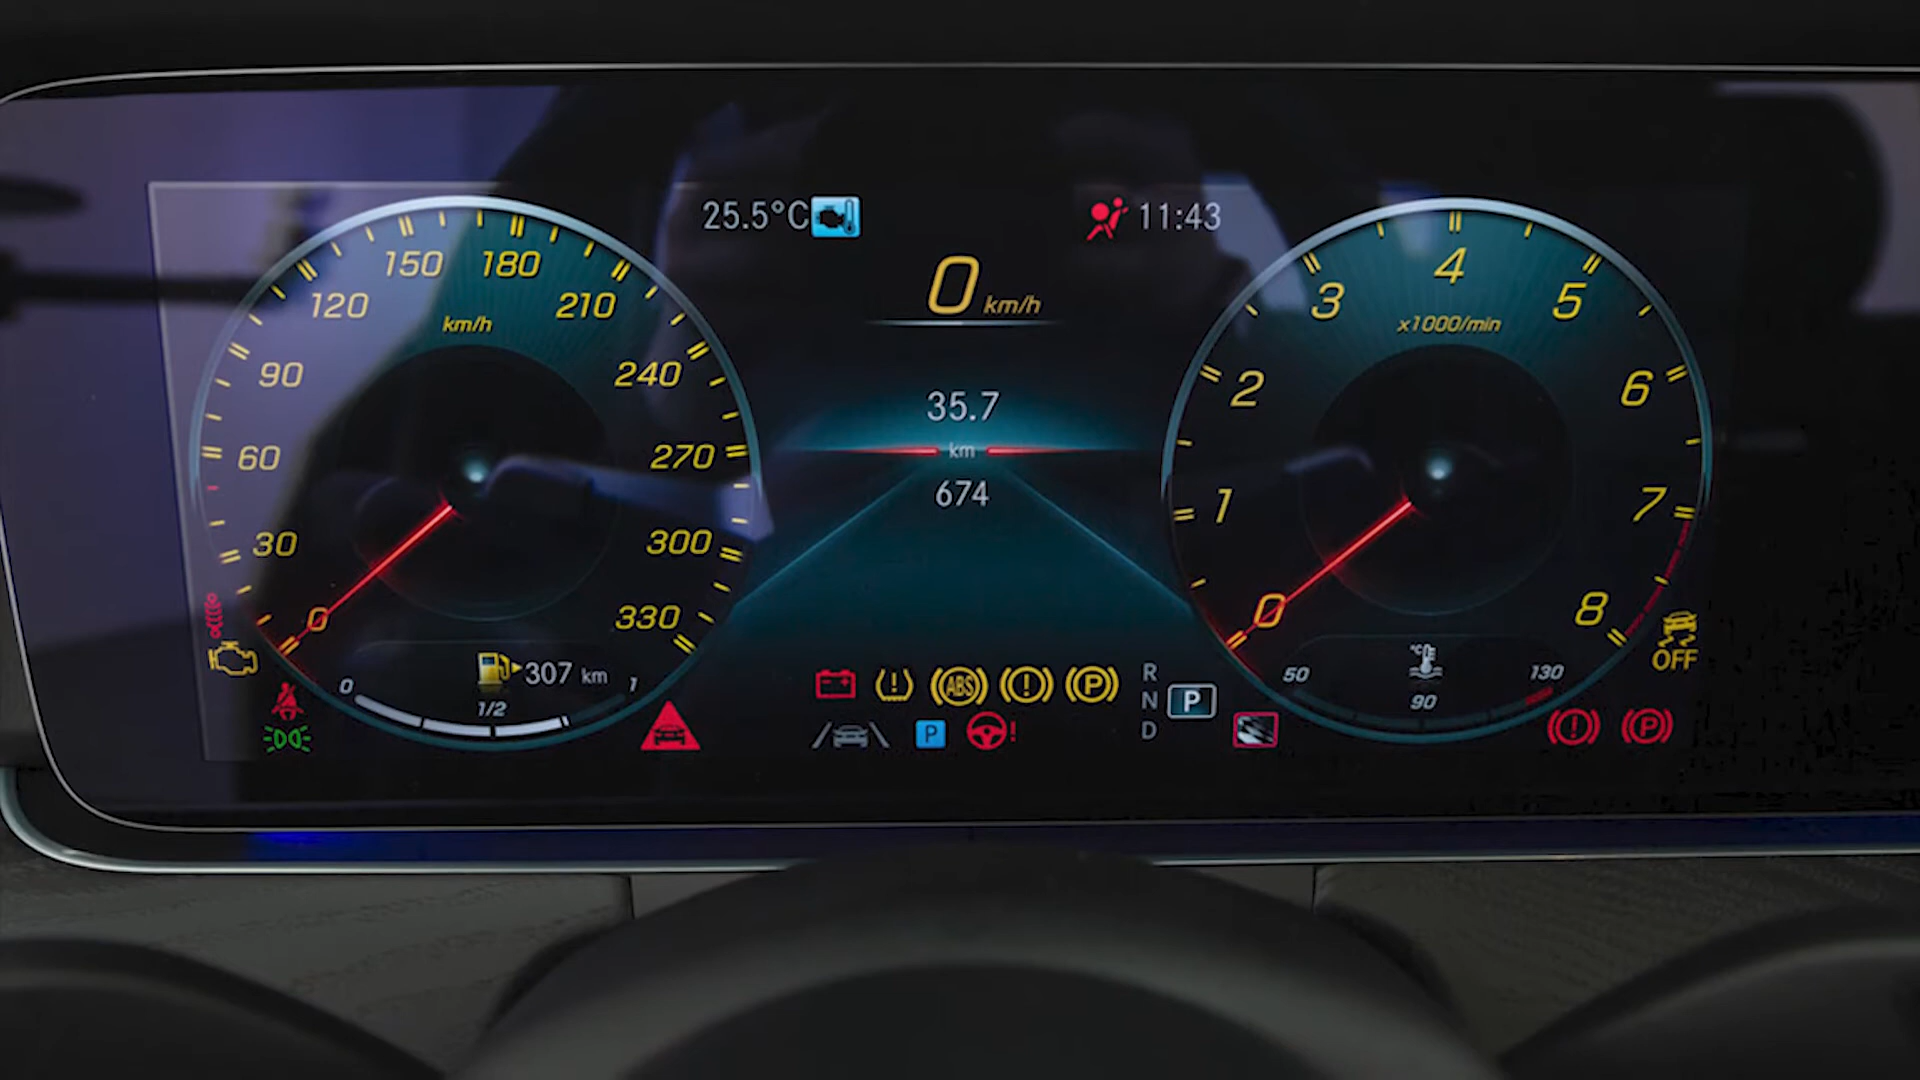 25.5°C
11:43
0 km/h
150 180
120 210
km/h
90 240
60 270
30 300
0 330
307 km
0 1/2 1
35.7
km
674
4
3 5
x1000/min
2 6
1 7
0 8
°C
50 130
90
ABS P
P
R
N P
D
OFF
P